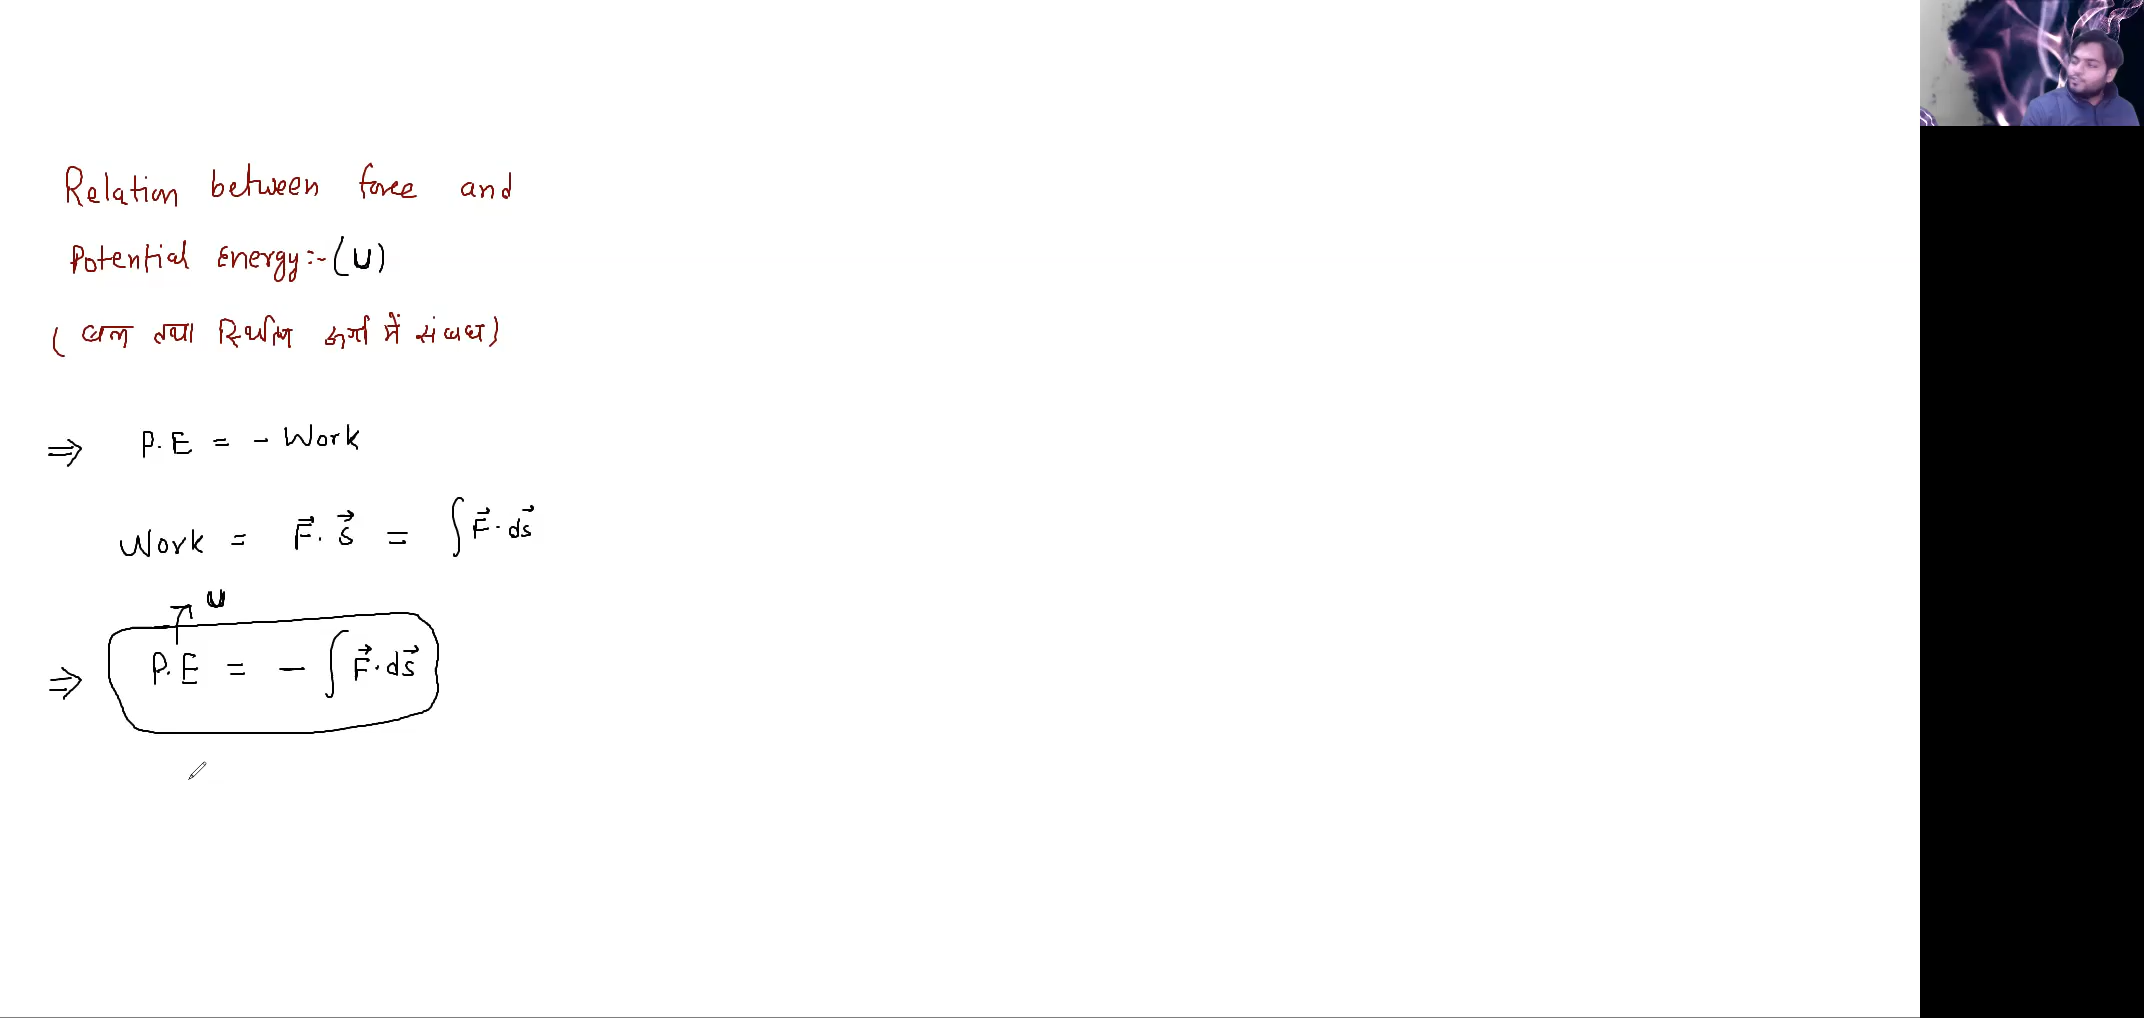 Relation between force and
Potential Energy:- (U)
( बल तथा स्थितिज ऊर्जा में संबंध )
⇒ P.E = - Work
Work = F⃗ . s⃗ = ∫ F⃗ . ds⃗
U
⇒ P.E = - ∫ F⃗ . ds⃗